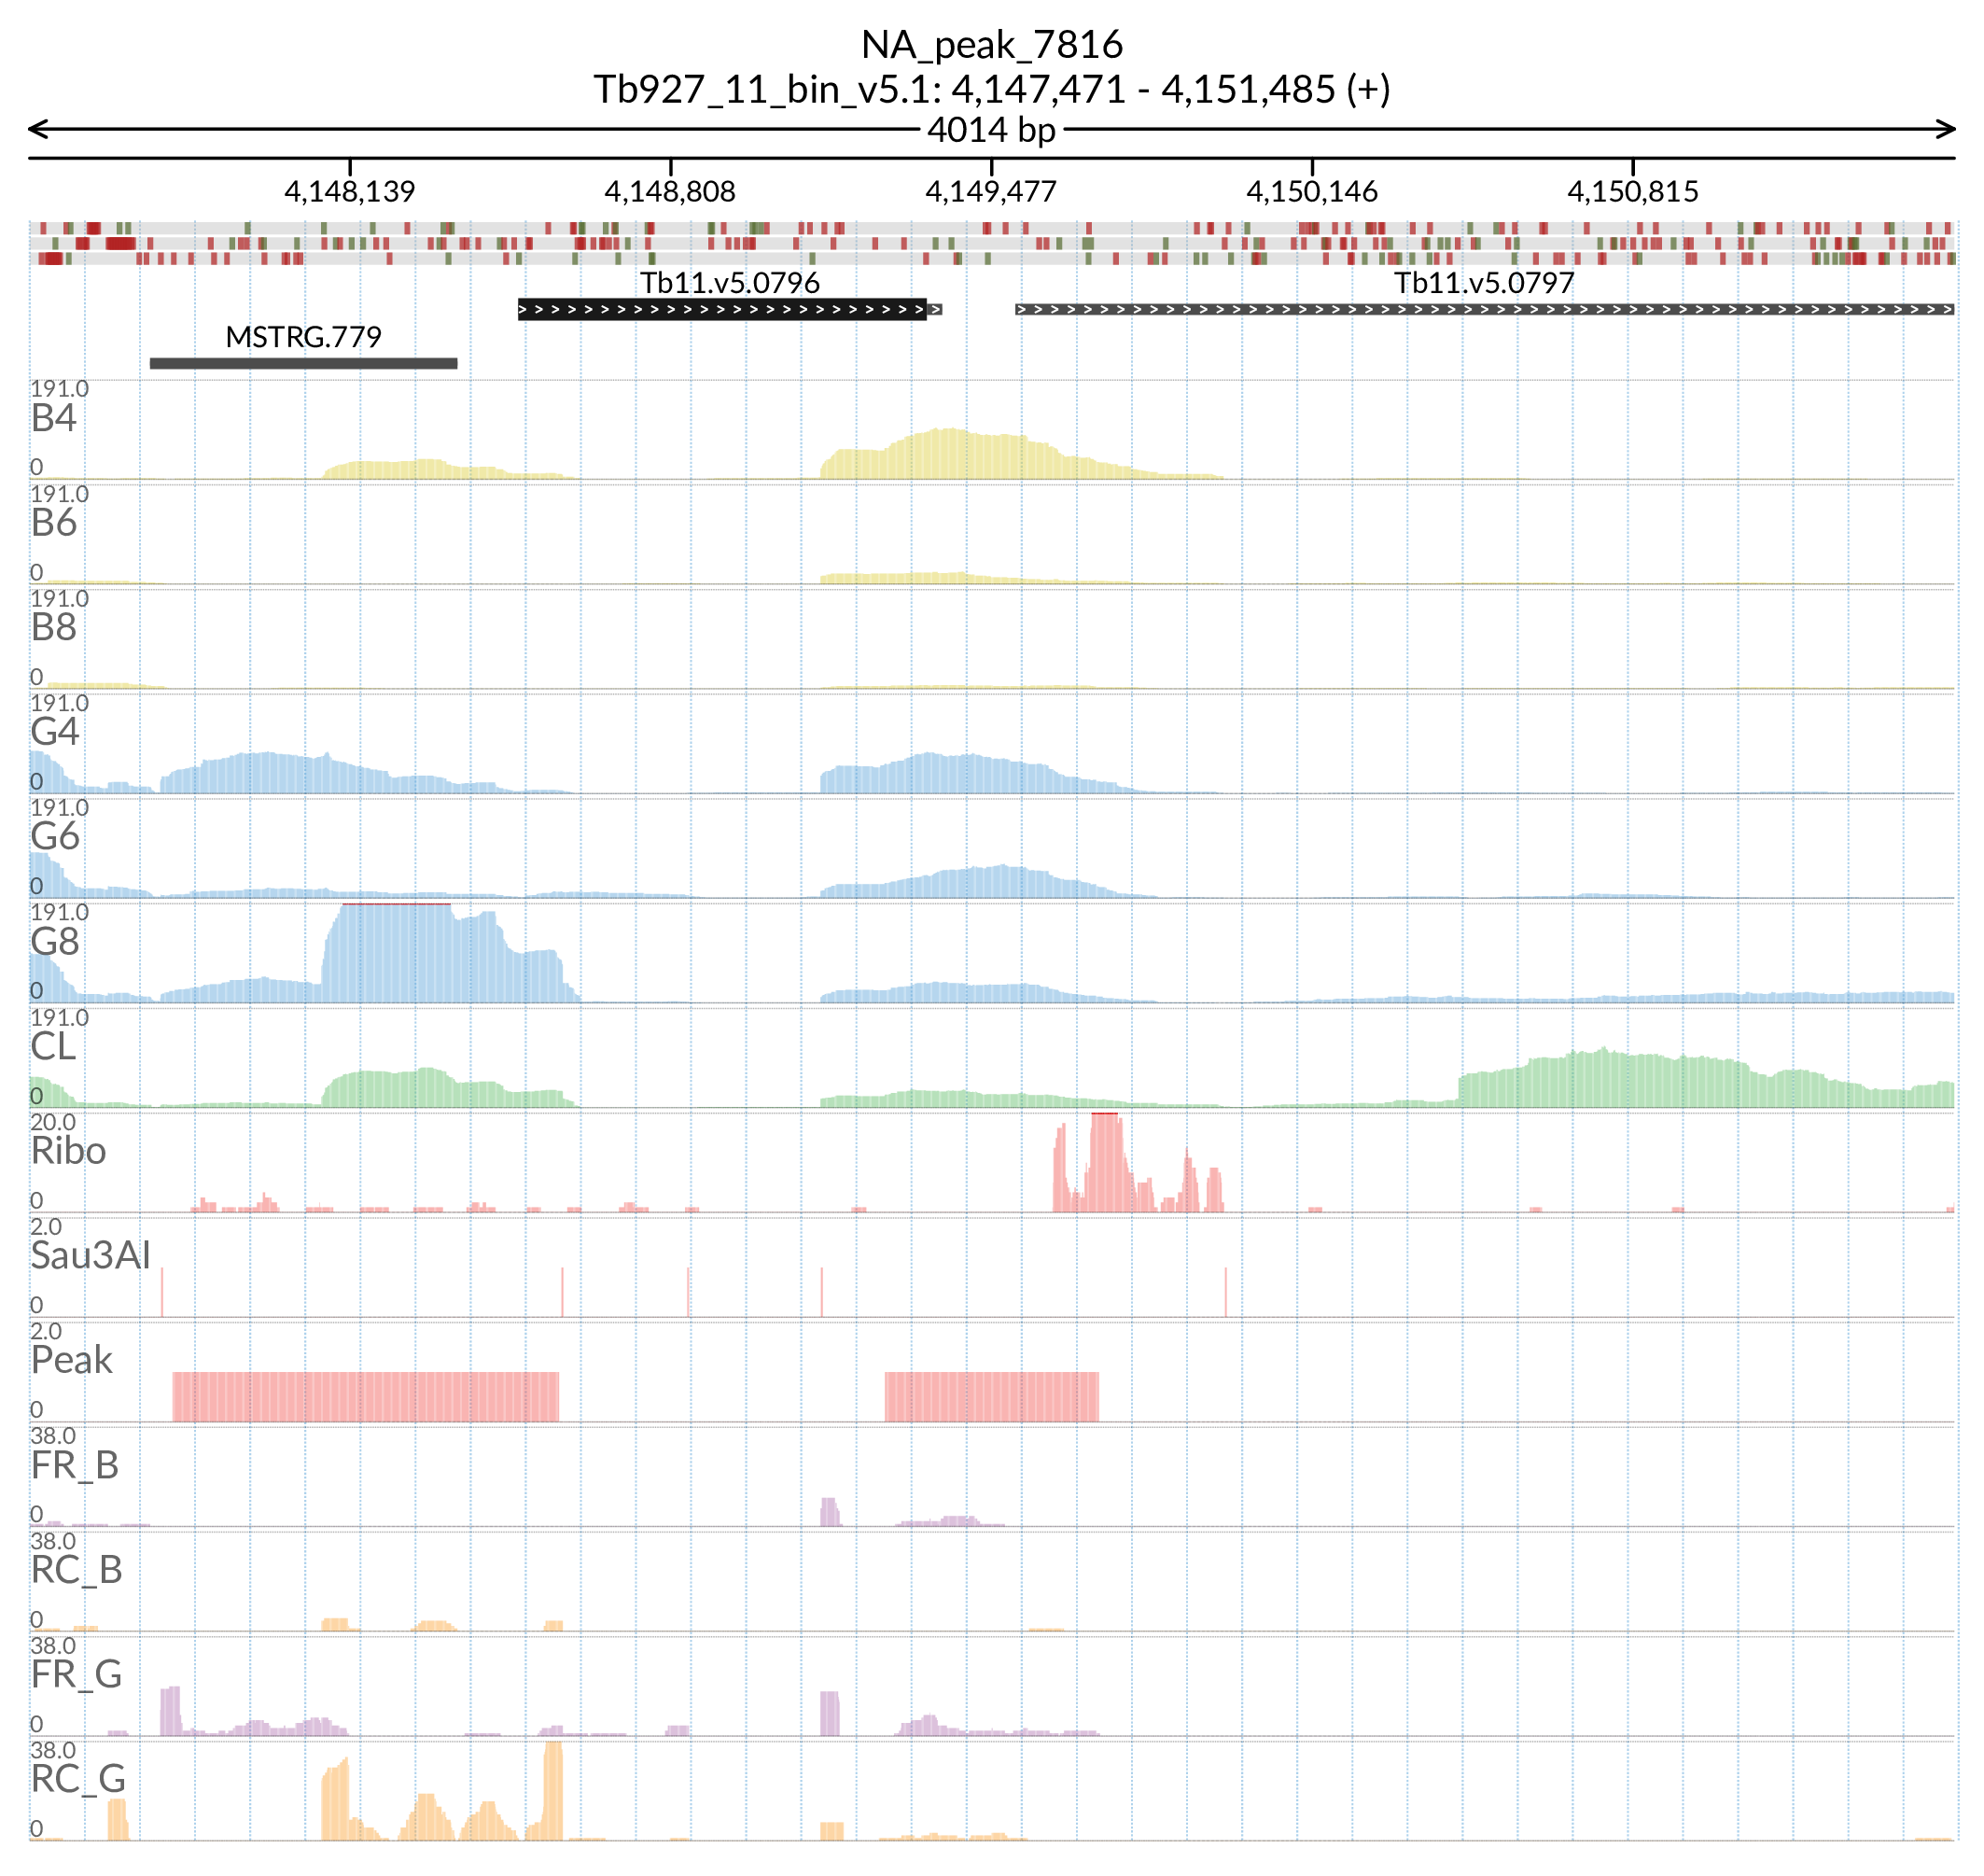 NA_peak_7816
Tb927_11_bin_v5.1: 4,147,471 - 4,151,485 (+)
4014 bp
4,148,139 4,148,808 4,149,477 4,150,146 4,150,815
Tb11.v5.0796 Tb11.v5.0797
MSTRG.779
191.0
B4
0
191.0
B6
0
191.0
B8
0
191.0
G4
0
191.0
G6
0
191.0
G8
0
191.0
CL
0
20.0
Ribo
0
2.0
Sau3AI
0
2.0
Peak
0
38.0
FR_B
0
38.0
RC_B
0
38.0
FR_G
0
38.0
RC_G
0